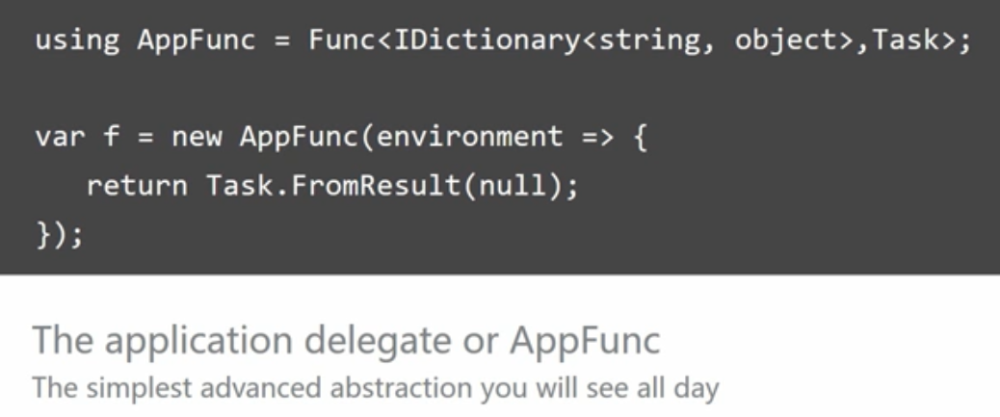 using AppFunc = Func<IDictionary<string, object>,Task>;
var f = new AppFunc(environment => {
return Task.FromResult(null);
});
The application delegate or AppFunc
The simplest advanced abstraction you will see all day